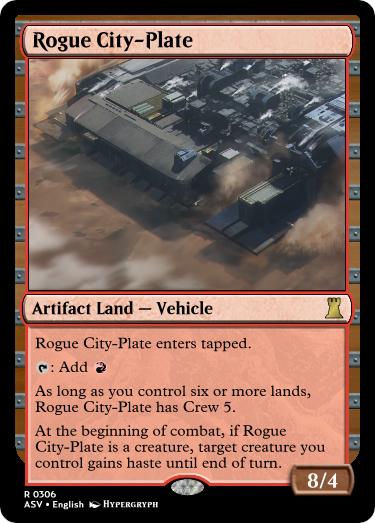 Rogue City-Plate
Artifact Land — Vehicle
Rogue City-Plate enters tapped.
: Add
As long as you control six or more lands,
Rogue City-Plate has Crew 5.
At the beginning of combat, if Rogue
City-Plate is a creature, target creature you
control gains haste until end of turn.
8/4
R 0306
ASV • English HYPERGRYPH